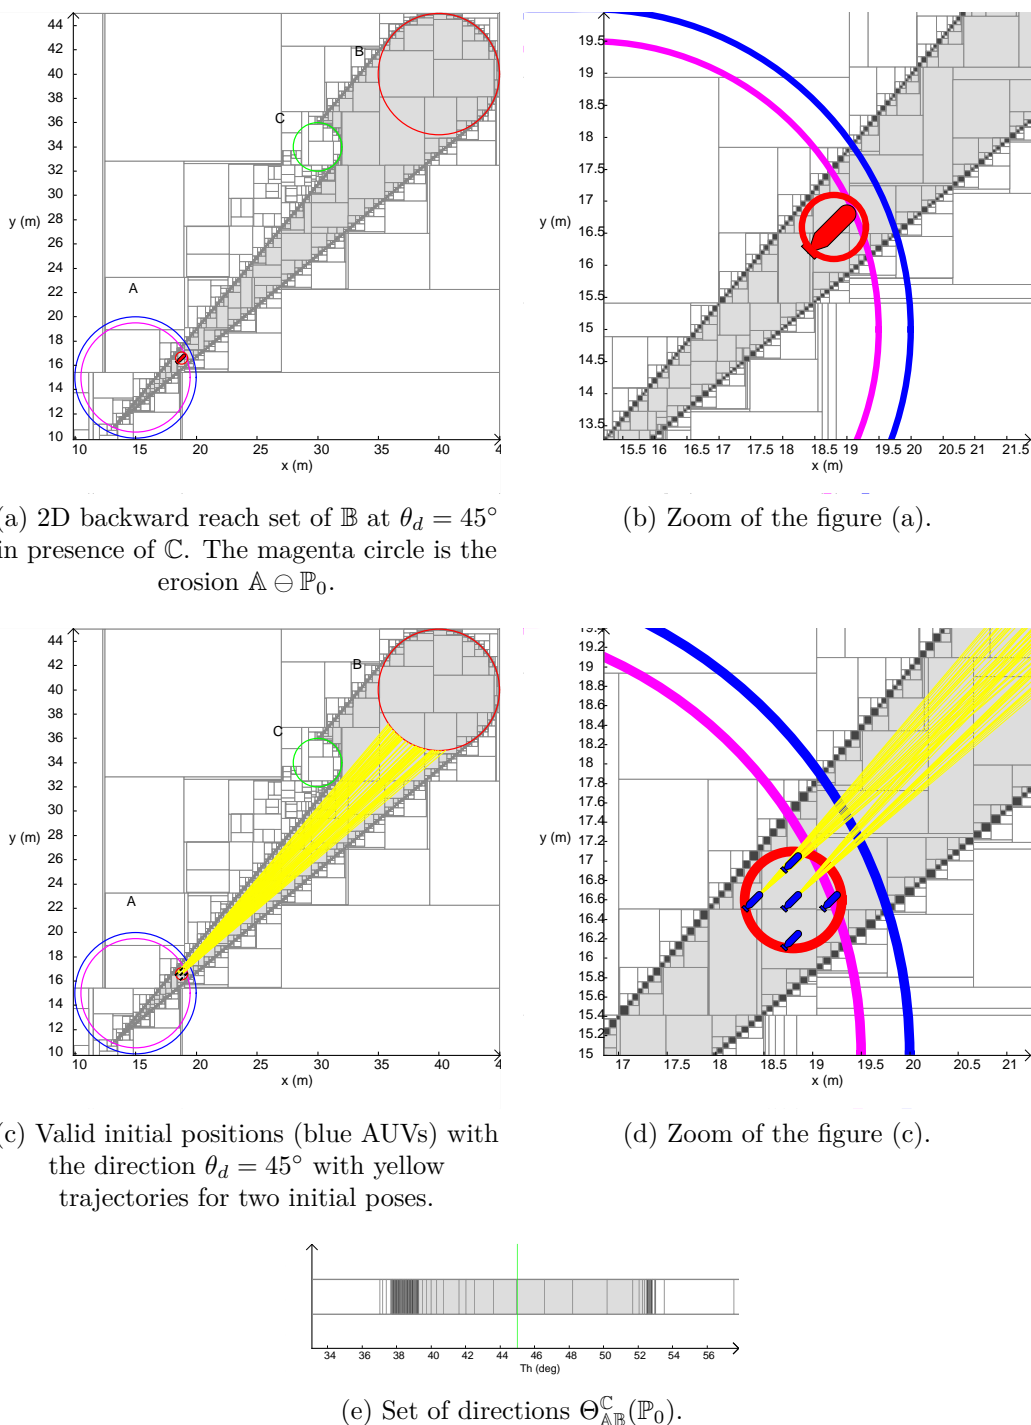 44
42
40
38
36
34
32
30
28
26
24
22
20
18
16
14
12
10
y (m)
10 15 20 25 30 35 40
x (m)
A
B
C
19.5
19
18.5
18
17.5
17
16.5
16
15.5
15
14.5
14
13.5
y (m)
15.5 16 16.5 17 17.5 18 18.5 19 19.5 20 20.5 21 21.5
x (m)
(a) 2D backward reach set of 𝔹 at θ_d = 45°
in presence of ℂ. The magenta circle is the
erosion 𝔸 ⊖ ℙ₀.
(b) Zoom of the figure (a).
44
42
40
38
36
34
32
30
28
26
24
22
20
18
16
14
12
10
y (m)
10 15 20 25 30 35 40
x (m)
A
B
C
19.2
19
18.8
18.6
18.4
18.2
18
17.8
17.6
17.4
17.2
17
16.8
16.6
16.4
16.2
16
15.8
15.6
15.4
15.2
15
y (m)
17 17.5 18 18.5 19 19.5 20 20.5 21
x (m)
(c) Valid initial positions (blue AUVs) with
the direction θ_d = 45° with yellow
trajectories for two initial poses.
(d) Zoom of the figure (c).
34 36 38 40 42 44 46 48 50 52 54 56
Th (deg)
(e) Set of directions Θ^ℂ_𝔸𝔹(ℙ₀).